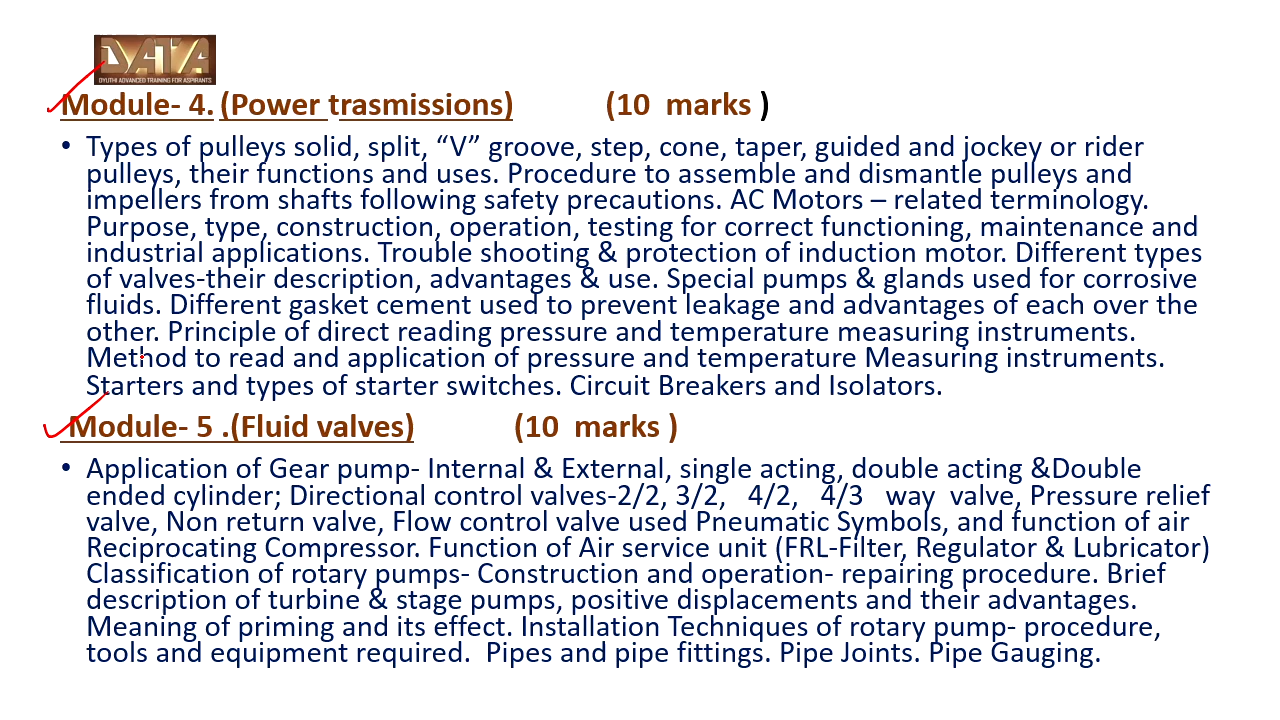 DATA
DYUTHI ADVANCED TRAINING FOR ASPIRANTS
Module- 4. (Power trasmissions) (10 marks )
• Types of pulleys solid, split, “V” groove, step, cone, taper, guided and jockey or rider
pulleys, their functions and uses. Procedure to assemble and dismantle pulleys and
impellers from shafts following safety precautions. AC Motors – related terminology.
Purpose, type, construction, operation, testing for correct functioning, maintenance and
industrial applications. Trouble shooting & protection of induction motor. Different types
of valves-their description, advantages & use. Special pumps & glands used for corrosive
fluids. Different gasket cement used to prevent leakage and advantages of each over the
other. Principle of direct reading pressure and temperature measuring instruments.
Method to read and application of pressure and temperature Measuring instruments.
Starters and types of starter switches. Circuit Breakers and Isolators.
Module- 5 .(Fluid valves) (10 marks )
• Application of Gear pump- Internal & External, single acting, double acting &Double
ended cylinder; Directional control valves-2/2, 3/2, 4/2, 4/3 way valve, Pressure relief
valve, Non return valve, Flow control valve used Pneumatic Symbols, and function of air
Reciprocating Compressor. Function of Air service unit (FRL-Filter, Regulator & Lubricator)
Classification of rotary pumps- Construction and operation- repairing procedure. Brief
description of turbine & stage pumps, positive displacements and their advantages.
Meaning of priming and its effect. Installation Techniques of rotary pump- procedure,
tools and equipment required. Pipes and pipe fittings. Pipe Joints. Pipe Gauging.